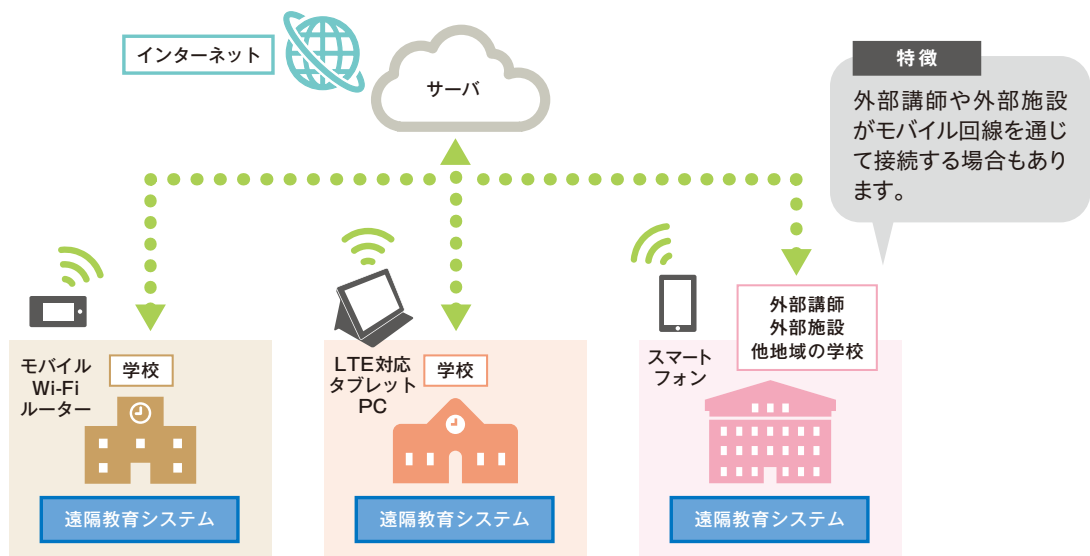 インターネット
サーバ
特徴
外部講師や外部施設
がモバイル回線を通じ
て接続する場合もあり
ます。
モバイル
Wi-Fi
ルーター
学校
遠隔教育システム
LTE対応
タブレット
PC
学校
遠隔教育システム
スマート
フォン
外部講師
外部施設
他地域の学校
遠隔教育システム